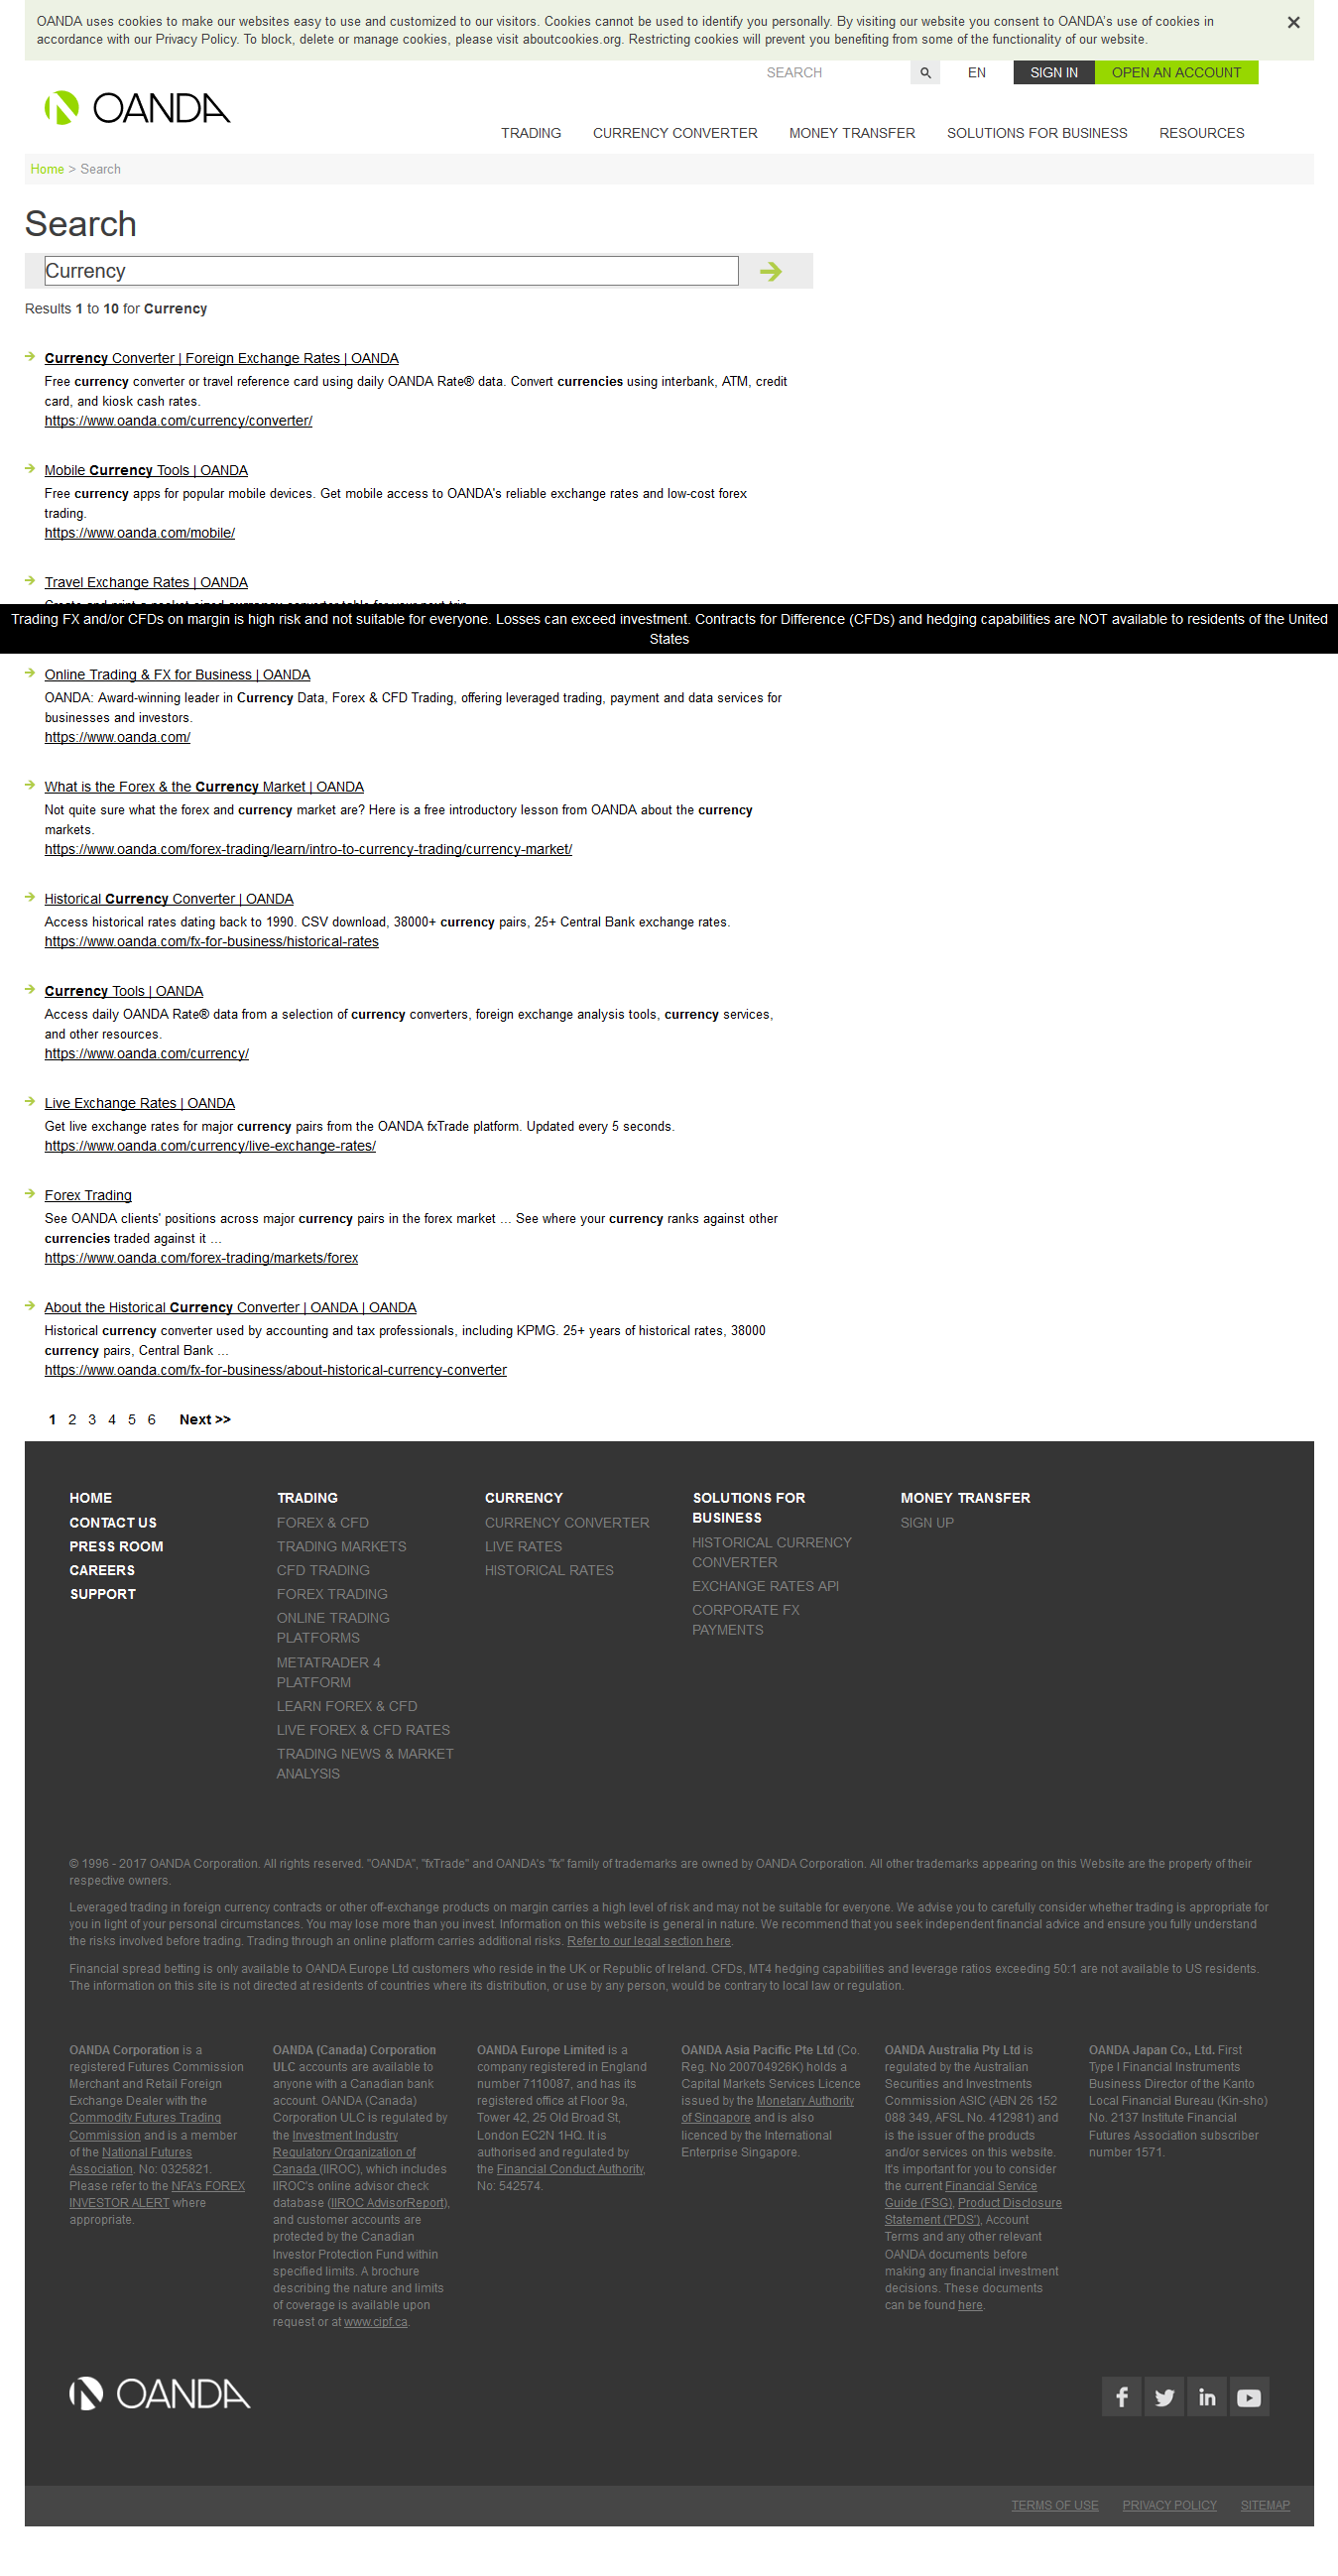 OANDA uses cookies to make our websites easy to use and customized to our visitors. Cookies cannot be used to identify you personally. By visiting our website you consent to OANDA's use of cookies in
accordance with our Privacy Policy. To block, delete or manage cookies, please visit aboutcookies.org. Restricting cookies will prevent you benefiting from some of the functionality of our website.
SEARCH EN SIGN IN OPEN AN ACCOUNT
OANDA
TRADING CURRENCY CONVERTER MONEY TRANSFER SOLUTIONS FOR BUSINESS RESOURCES
Home > Search
Search
Currency
Results 1 to 10 for Currency
Currency Converter | Foreign Exchange Rates | OANDA
Free currency converter or travel reference card using daily OANDA Rate® data. Convert currencies using interbank, ATM, credit
card, and kiosk cash rates.
https://www.oanda.com/currency/converter/
Mobile Currency Tools | OANDA
Free currency apps for popular mobile devices. Get mobile access to OANDA's reliable exchange rates and low-cost forex
trading.
https://www.oanda.com/mobile/
Travel Exchange Rates | OANDA
Trading FX and/or CFDs on margin is high risk and not suitable for everyone. Losses can exceed investment. Contracts for Difference (CFDs) and hedging capabilities are NOT available to residents of the United
States
Online Trading & FX for Business | OANDA
OANDA: Award-winning leader in Currency Data, Forex & CFD Trading, offering leveraged trading, payment and data services for
businesses and investors.
https://www.oanda.com/
What is the Forex & the Currency Market | OANDA
Not quite sure what the forex and currency market are? Here is a free introductory lesson from OANDA about the currency
markets.
https://www.oanda.com/forex-trading/learn/intro-to-currency-trading/currency-market/
Historical Currency Converter | OANDA
Access historical rates dating back to 1990. CSV download, 38000+ currency pairs, 25+ Central Bank exchange rates.
https://www.oanda.com/fx-for-business/historical-rates
Currency Tools | OANDA
Access daily OANDA Rate® data from a selection of currency converters, foreign exchange analysis tools, currency services,
and other resources.
https://www.oanda.com/currency/
Live Exchange Rates | OANDA
Get live exchange rates for major currency pairs from the OANDA fxTrade platform. Updated every 5 seconds.
https://www.oanda.com/currency/live-exchange-rates/
Forex Trading
See OANDA clients' positions across major currency pairs in the forex market ... See where your currency ranks against other
currencies traded against it ...
https://www.oanda.com/forex-trading/markets/forex
About the Historical Currency Converter | OANDA | OANDA
Historical currency converter used by accounting and tax professionals, including KPMG. 25+ years of historical rates, 38000
currency pairs, Central Bank ...
https://www.oanda.com/fx-for-business/about-historical-currency-converter
1 2 3 4 5 6 Next >>
HOME
CONTACT US
PRESS ROOM
CAREERS
SUPPORT
TRADING
FOREX & CFD
TRADING MARKETS
CFD TRADING
FOREX TRADING
ONLINE TRADING
PLATFORMS
METATRADER 4
PLATFORM
LEARN FOREX & CFD
LIVE FOREX & CFD RATES
TRADING NEWS & MARKET
ANALYSIS
CURRENCY
CURRENCY CONVERTER
LIVE RATES
HISTORICAL RATES
SOLUTIONS FOR
BUSINESS
HISTORICAL CURRENCY
CONVERTER
EXCHANGE RATES API
CORPORATE FX
PAYMENTS
MONEY TRANSFER
SIGN UP
© 1996 - 2017 OANDA Corporation. All rights reserved. "OANDA", "fxTrade" and OANDA's "fx" family of trademarks are owned by OANDA Corporation. All other trademarks appearing on this Website are the property of their
respective owners.
Leveraged trading in foreign currency contracts or other off-exchange products on margin carries a high level of risk and may not be suitable for everyone. We advise you to carefully consider whether trading is appropriate for
you in light of your personal circumstances. You may lose more than you invest. Information on this website is general in nature. We recommend that you seek independent financial advice and ensure you fully understand
the risks involved before trading. Trading through an online platform carries additional risks. Refer to our legal section here.
Financial spread betting is only available to OANDA Europe Ltd customers who reside in the UK or Republic of Ireland. CFDs, MT4 hedging capabilities and leverage ratios exceeding 50:1 are not available to US residents.
The information on this site is not directed at residents of countries where its distribution, or use by any person, would be contrary to local law or regulation.
OANDA Corporation is a
registered Futures Commission
Merchant and Retail Foreign
Exchange Dealer with the
Commodity Futures Trading
Commission and is a member
of the National Futures
Association. No: 0325821.
Please refer to the NFA's FOREX
INVESTOR ALERT where
appropriate.
OANDA (Canada) Corporation
ULC accounts are available to
anyone with a Canadian bank
account. OANDA (Canada)
Corporation ULC is regulated by
the Investment Industry
Regulatory Organization of
Canada (IIROC), which includes
IIROC's online advisor check
database (IIROC AdvisorReport),
and customer accounts are
protected by the Canadian
Investor Protection Fund within
specified limits. A brochure
describing the nature and limits
of coverage is available upon
request or at www.cipf.ca.
OANDA Europe Limited is a
company registered in England
number 7110087, and has its
registered office at Floor 9a,
Tower 42, 25 Old Broad St,
London EC2N 1HQ. It is
authorised and regulated by
the Financial Conduct Authority,
No: 542574.
OANDA Asia Pacific Pte Ltd (Co.
Reg. No 200704926K) holds a
Capital Markets Services Licence
issued by the Monetary Authority
of Singapore and is also
licenced by the International
Enterprise Singapore.
OANDA Australia Pty Ltd is
regulated by the Australian
Securities and Investments
Commission ASIC (ABN 26 152
088 349, AFSL No. 412981) and
is the issuer of the products
and/or services on this website.
It's important for you to consider
the current Financial Service
Guide (FSG), Product Disclosure
Statement ('PDS'), Account
Terms and any other relevant
OANDA documents before
making any financial investment
decisions. These documents
can be found here.
OANDA Japan Co., Ltd. First
Type I Financial Instruments
Business Director of the Kanto
Local Financial Bureau (Kin-sho)
No. 2137 Institute Financial
Futures Association subscriber
number 1571.
OANDA
TERMS OF USE PRIVACY POLICY SITEMAP